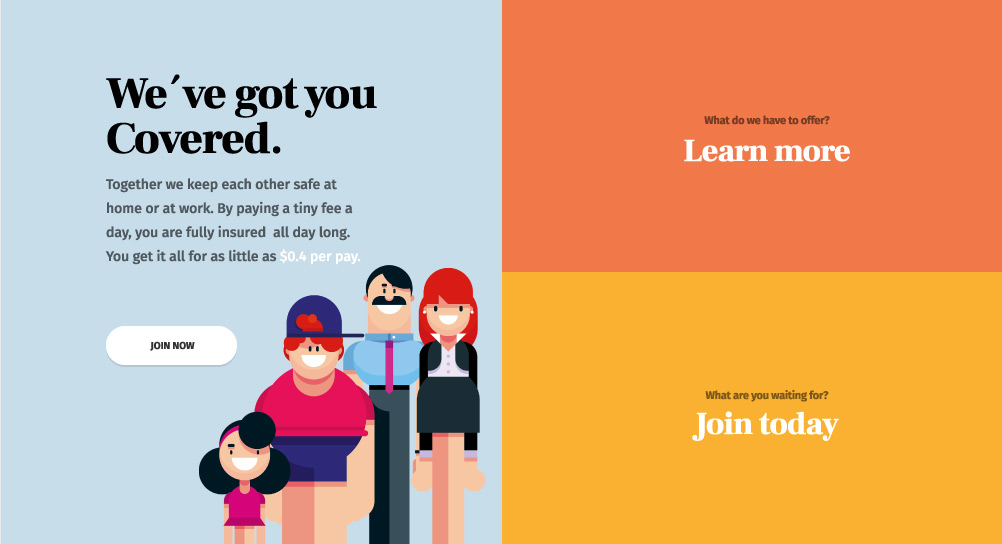 We´ve got you
Covered.
Together we keep each other safe at
home or at work. By paying a tiny fee a
day, you are fully insured  all day long.
You get it all for as little as $0.4 per pay.
JOIN NOW
What do we have to offer?
Learn more
What are you waiting for?
Join today